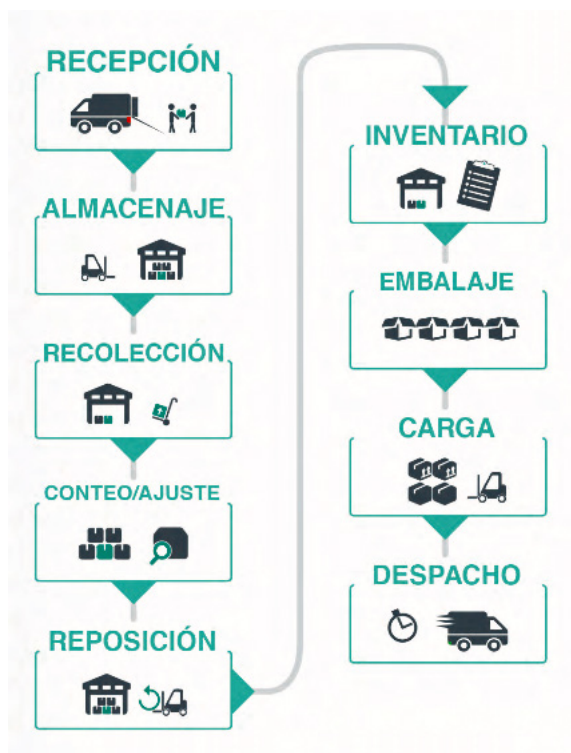 RECEPCIÓN
ALMACENAJE
RECOLECCIÓN
CONTEO/AJUSTE
REPOSICIÓN
INVENTARIO
EMBALAJE
CARGA
DESPACHO